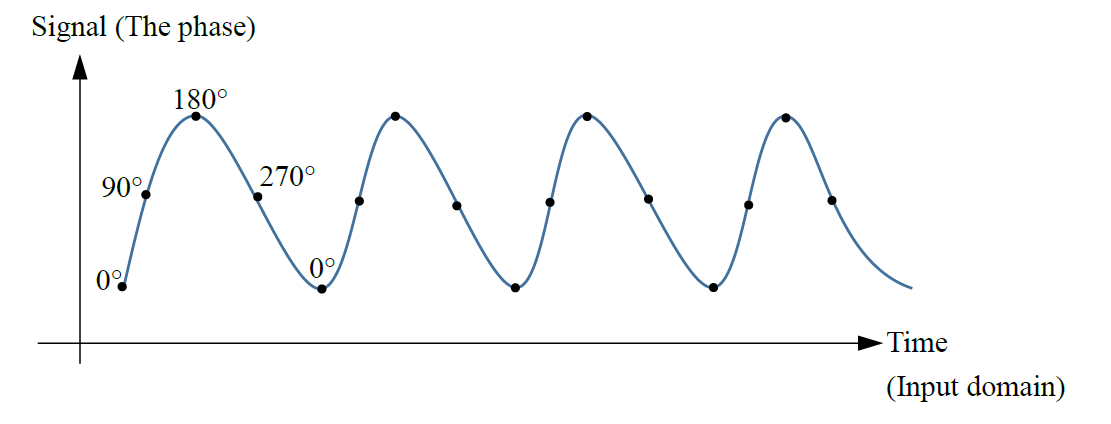 Signal (The phase)
180°
90°
270°
0°
0°
Time
(Input domain)